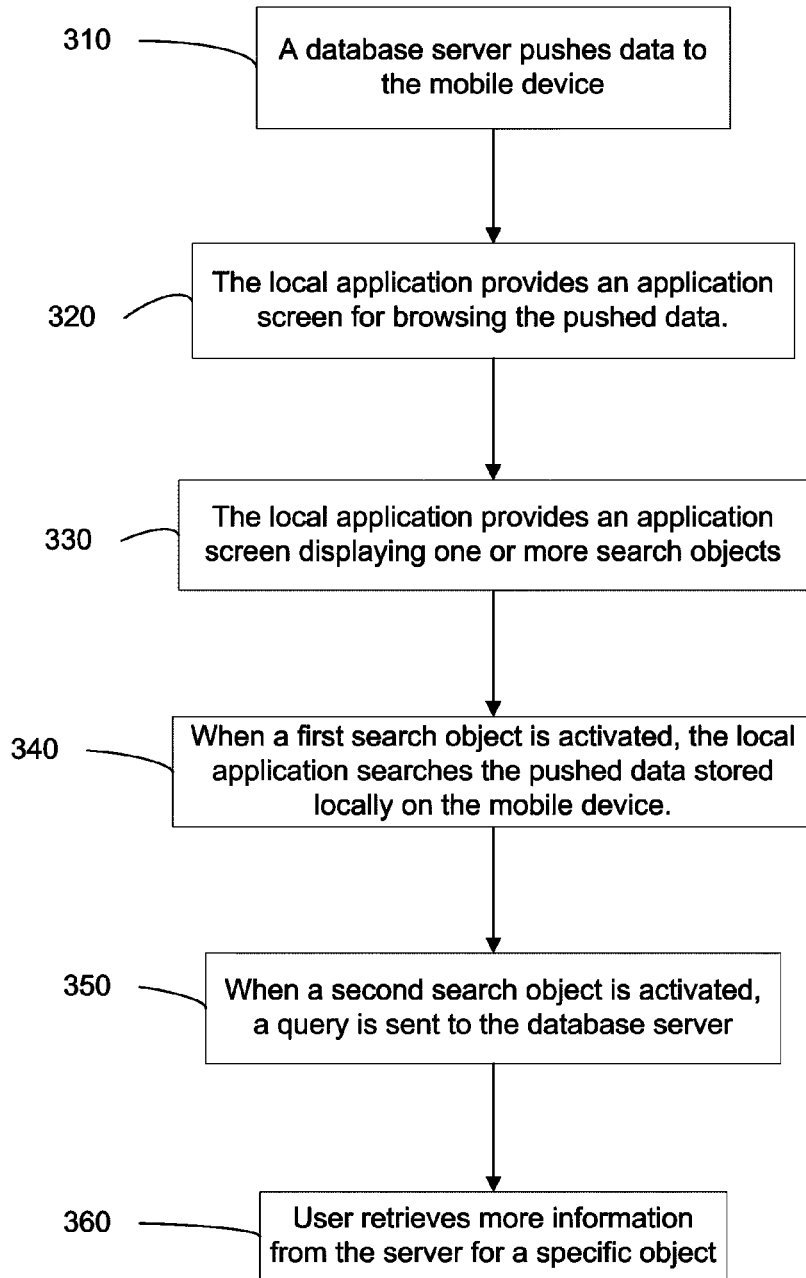 310
A database server pushes data to
the mobile device
320
The local application provides an application
screen for browsing the pushed data.
330
The local application provides an application
screen displaying one or more search objects
340
When a first search object is activated, the local
application searches the pushed data stored
locally on the mobile device.
350
When a second search object is activated,
a query is sent to the database server
360
User retrieves more information
from the server for a specific object